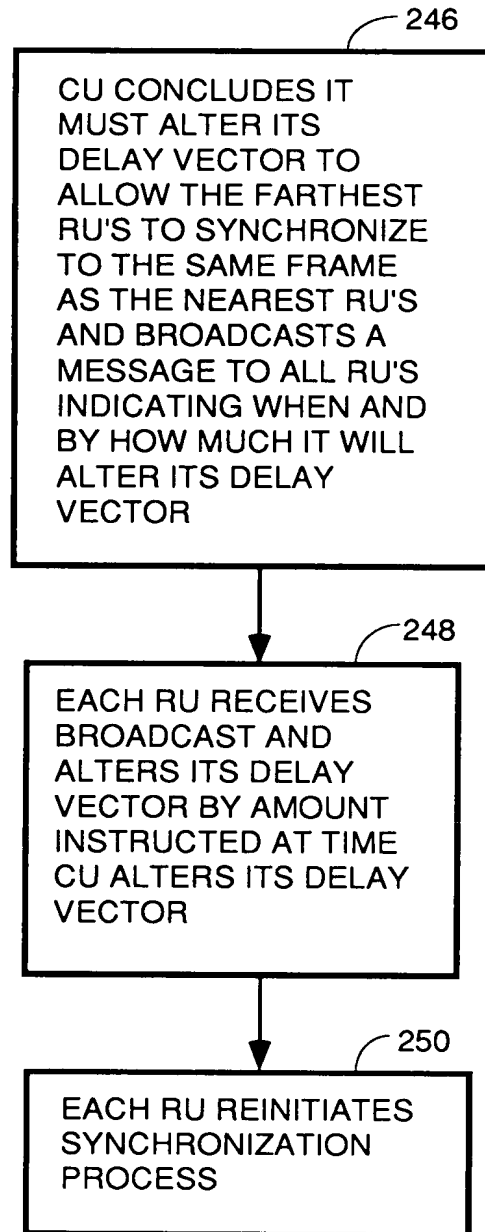 246
CU CONCLUDES IT
MUST ALTER ITS
DELAY VECTOR TO
ALLOW THE FARTHEST
RU'S TO SYNCHRONIZE
TO THE SAME FRAME
AS THE NEAREST RU'S
AND BROADCASTS A
MESSAGE TO ALL RU'S
INDICATING WHEN AND
BY HOW MUCH IT WILL
ALTER ITS DELAY
VECTOR
248
EACH RU RECEIVES
BROADCAST AND
ALTERS ITS DELAY
VECTOR BY AMOUNT
INSTRUCTED AT TIME
CU ALTERS ITS DELAY
VECTOR
250
EACH RU REINITIATES
SYNCHRONIZATION
PROCESS